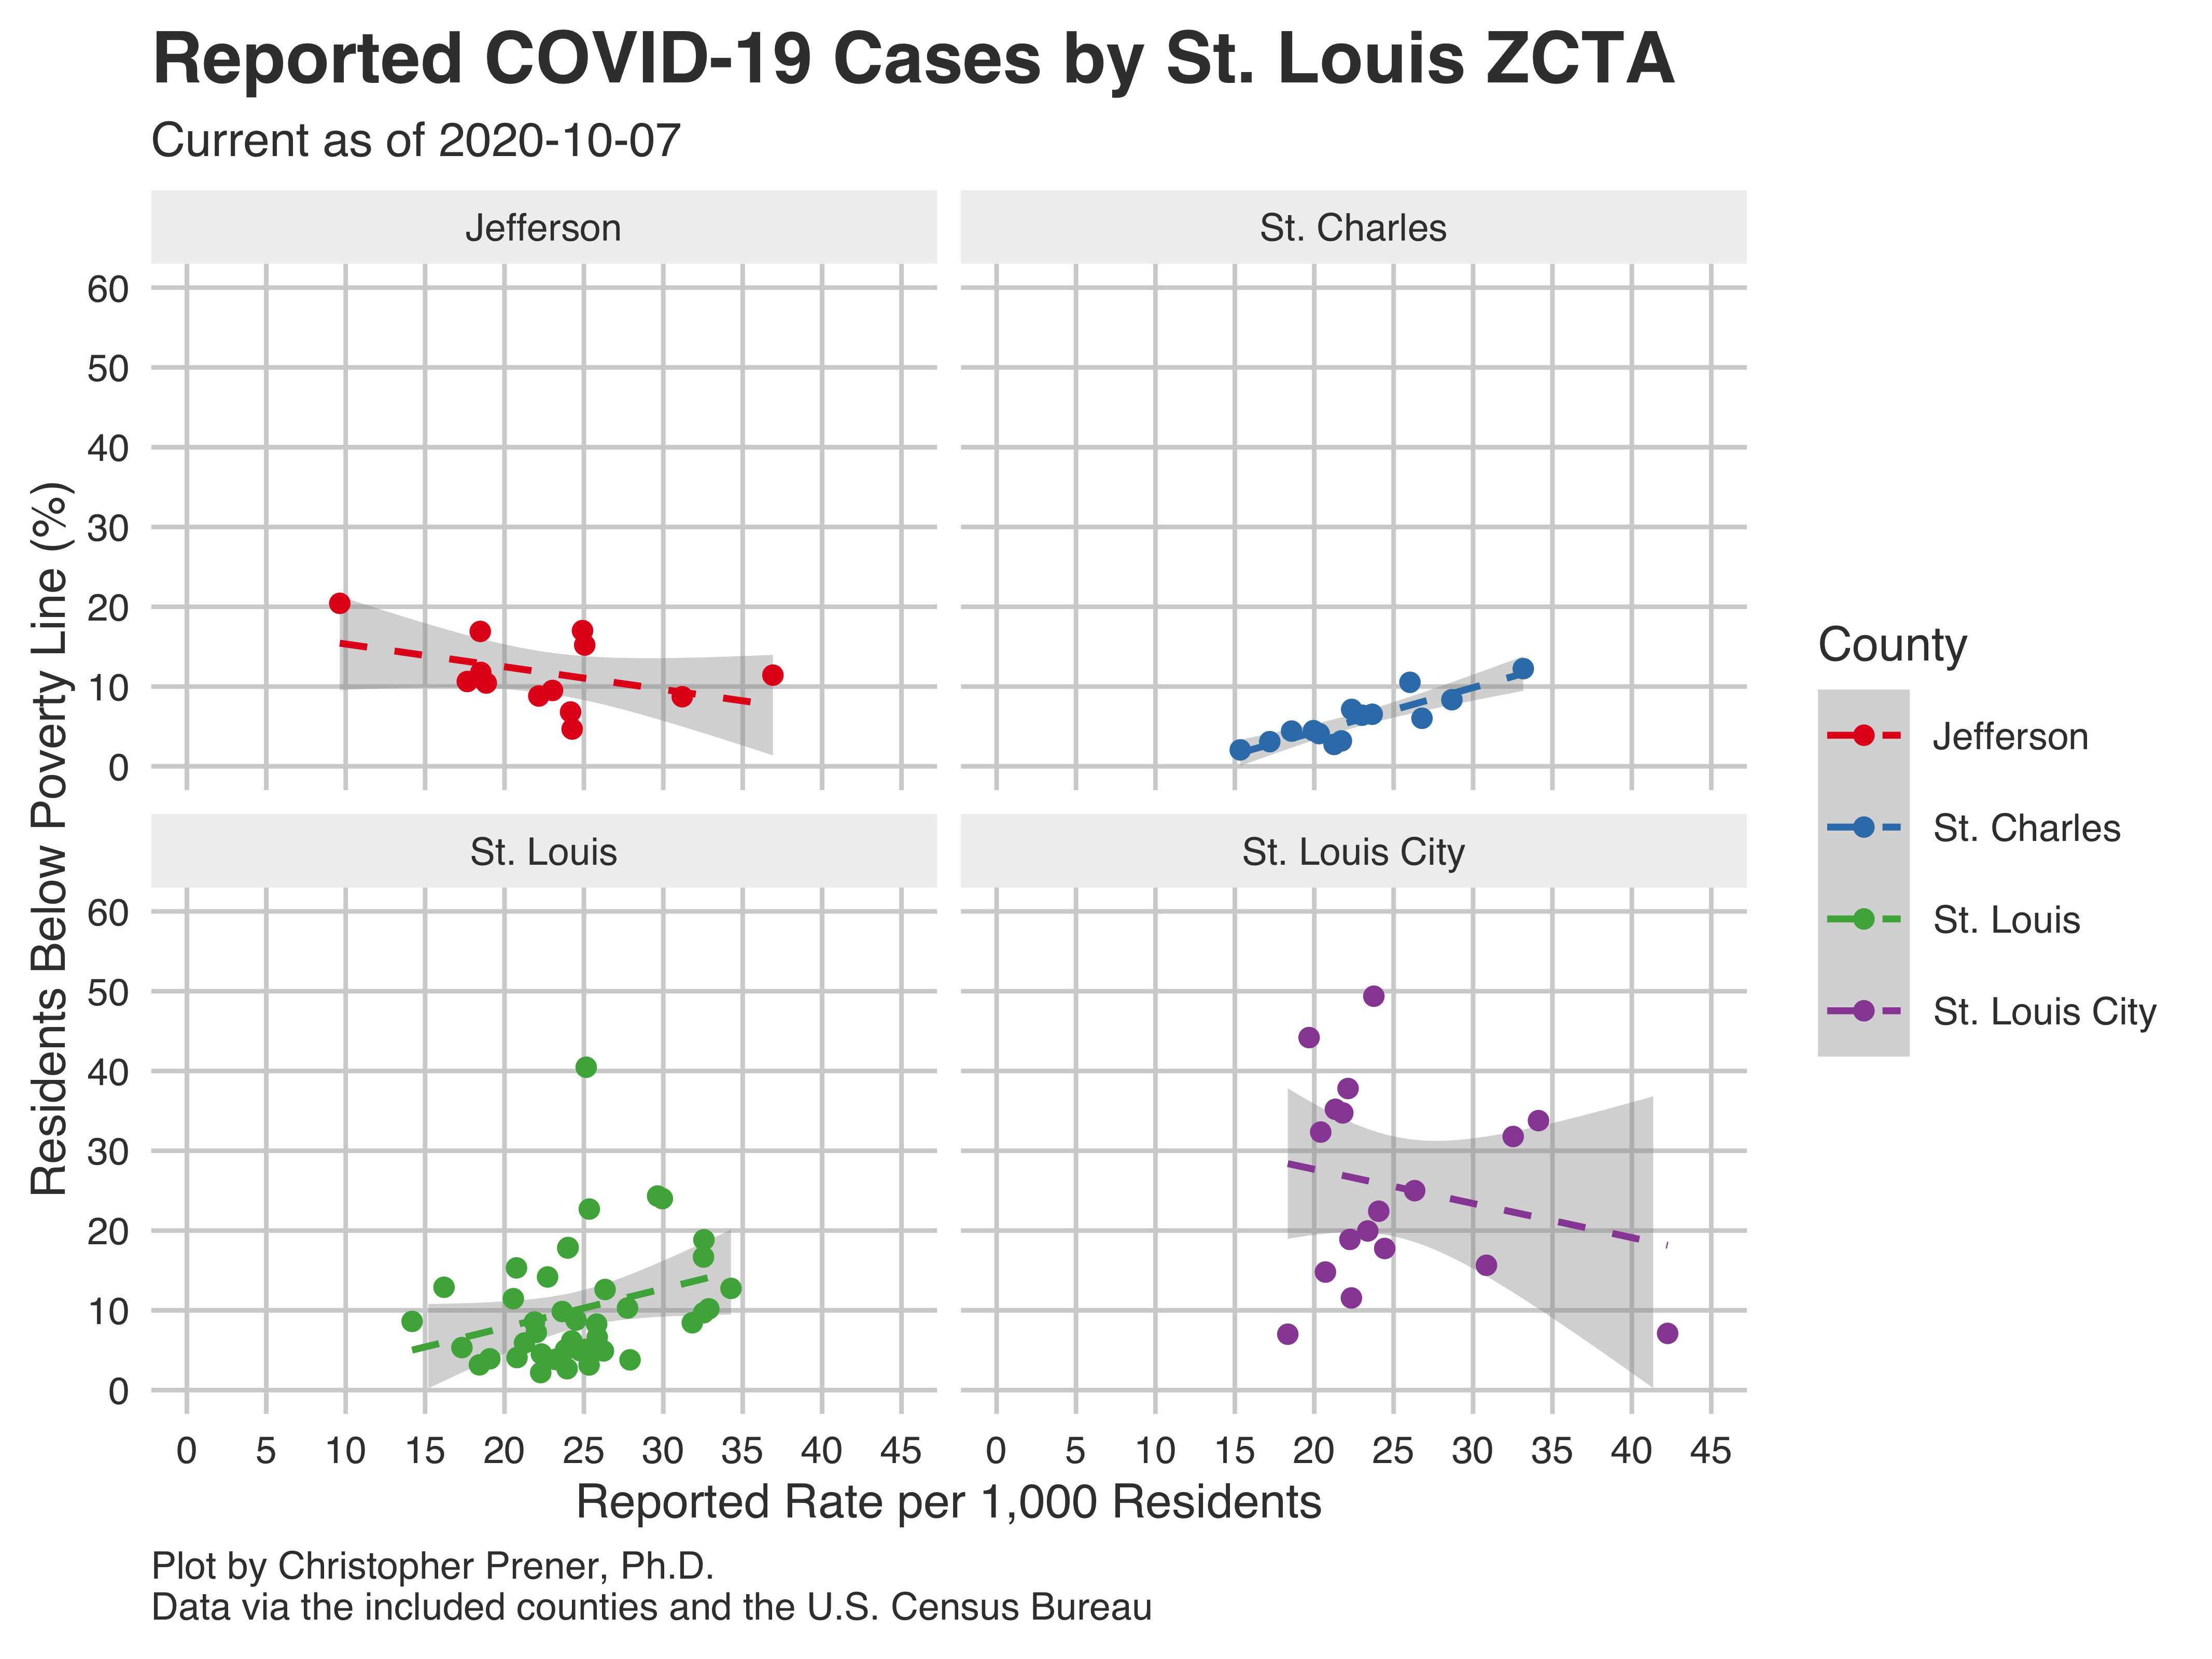 Reported COVID-19 Cases by St. Louis ZCTA
Current as of 2020-10-07
Jefferson
St. Charles
60
50
40
30
20
10
0
St. Louis
St. Louis City
60
50
40
30
20
10
0
0 5 10 15 20 25 30 35 40 45
0 5 10 15 20 25 30 35 40 45
Residents Below Poverty Line (%)
Reported Rate per 1,000 Residents
County
Jefferson
St. Charles
St. Louis
St. Louis City
Plot by Christopher Prener, Ph.D.
Data via the included counties and the U.S. Census Bureau